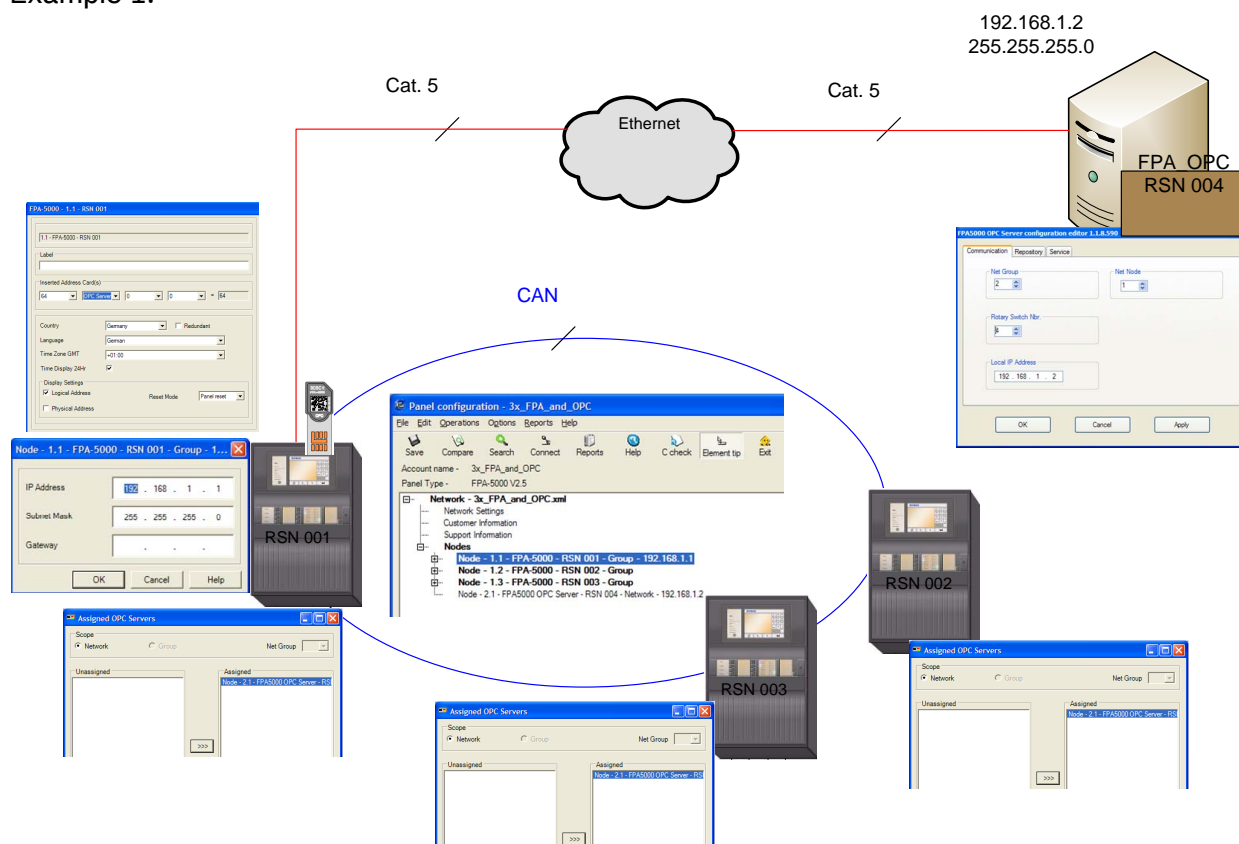 Example 1:
192.168.1.2
255.255.255.0
Cat. 5
Cat. 5
Ethernet
FPA_OPC
RSN 004
FPA-5000 - 1.1 - RSN 001
1.1 - FPA-5000 - RSN 001
Label
Inserted Address Card(s)
64 OPC Server 0 0 = 64
Country Germany Redundant
Language German
Time Zone GMT +01:00
Time Display 24Hr
Display Settings
Logical Address Reset Mode Panel reset
Physical Address
FPA5000 OPC Server configuration editor 1.1.8.590
Communication Repository Service
Net Group Net Node
2 1
Rotary Switch Nbr.
4
Local IP Address
192 . 168 . 1 . 2
OK Cancel Apply
CAN
Node - 1.1 - FPA-5000 - RSN 001 - Group - 1...
IP Address 192 . 168 . 1 . 1
Subnet Mask 255 . 255 . 255 . 0
Gateway . . .
OK Cancel Help
RSN 001
Panel configuration - 3x_FPA_and_OPC
File Edit Operations Options Reports Help
Save Compare Search Connect Reports Help C check Element tip Exit
Account name - 3x_FPA_and_OPC
Panel Type - FPA-5000 V2.5
Network - 3x_FPA_and_OPC.xml
Network Settings
Customer Information
Support Information
Nodes
Node - 1.1 - FPA-5000 - RSN 001 - Group - 192.168.1.1
Node - 1.2 - FPA-5000 - RSN 002 - Group
Node - 1.3 - FPA-5000 - RSN 003 - Group
Node - 2.1 - FPA5000 OPC Server - RSN 004 - Network - 192.168.1.2
RSN 002
RSN 003
Assigned OPC Servers
Scope
Network Group Net Group
Unassigned Assigned
Node - 2.1 - FPA5000 OPC Server - RS
>>>
Assigned OPC Servers
Scope
Network Group Net Group
Unassigned Assigned
Node - 2.1 - FPA5000 OPC Server - RS
>>>
Assigned OPC Servers
Scope
Network Group Net Group
Unassigned Assigned
Node - 2.1 - FPA5000 OPC Server - RS
>>>